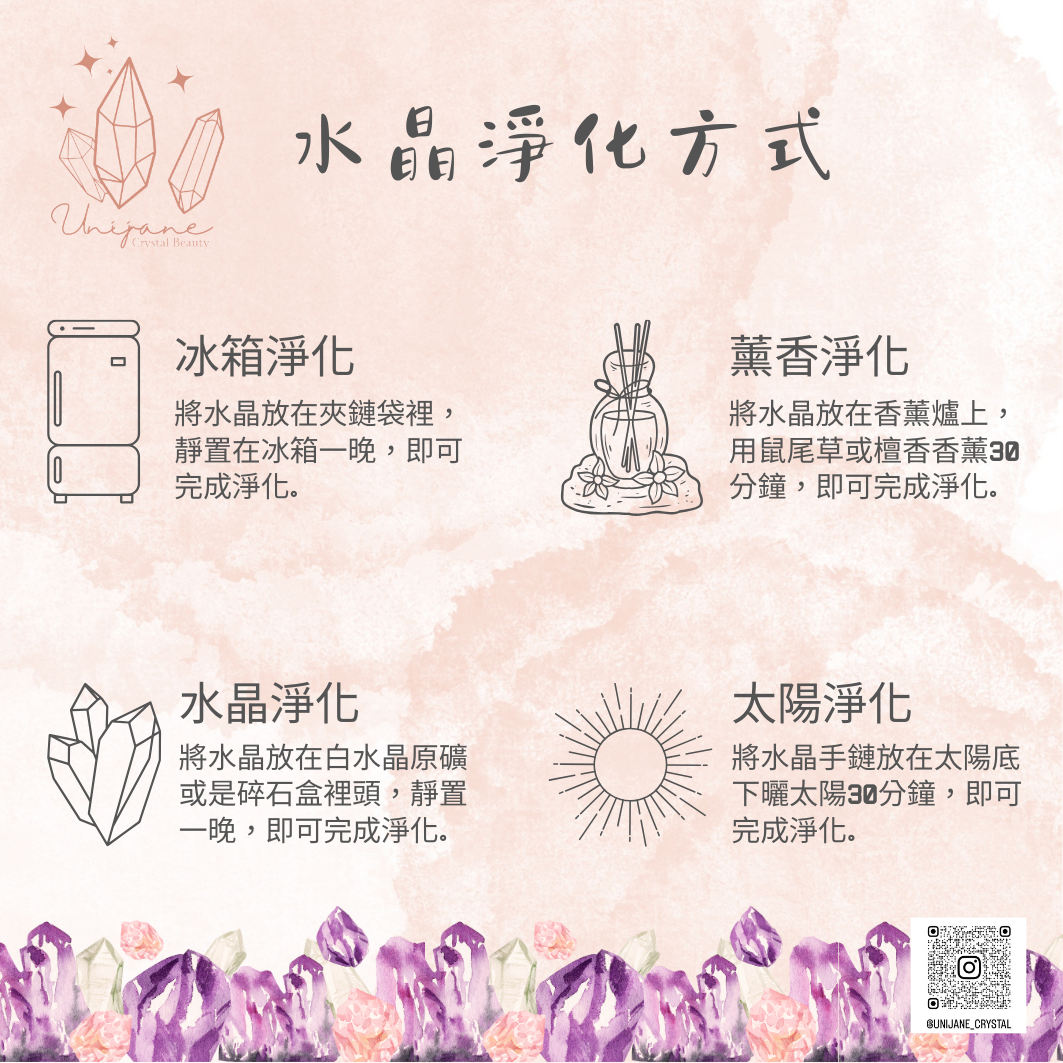 水晶淨化方式
Unijane
Crystal Beauty
冰箱淨化
將水晶放在夾鏈袋裡，
靜置在冰箱一晚，即可
完成淨化。
薰香淨化
將水晶放在香薰爐上，
用鼠尾草或檀香香薰30
分鐘，即可完成淨化。
水晶淨化
將水晶放在白水晶原礦
或是碎石盒裡頭，靜置
一晚，即可完成淨化。
太陽淨化
將水晶手鏈放在太陽底
下曬太陽30分鐘，即可
完成淨化。
@UNIJANE_CRYSTAL